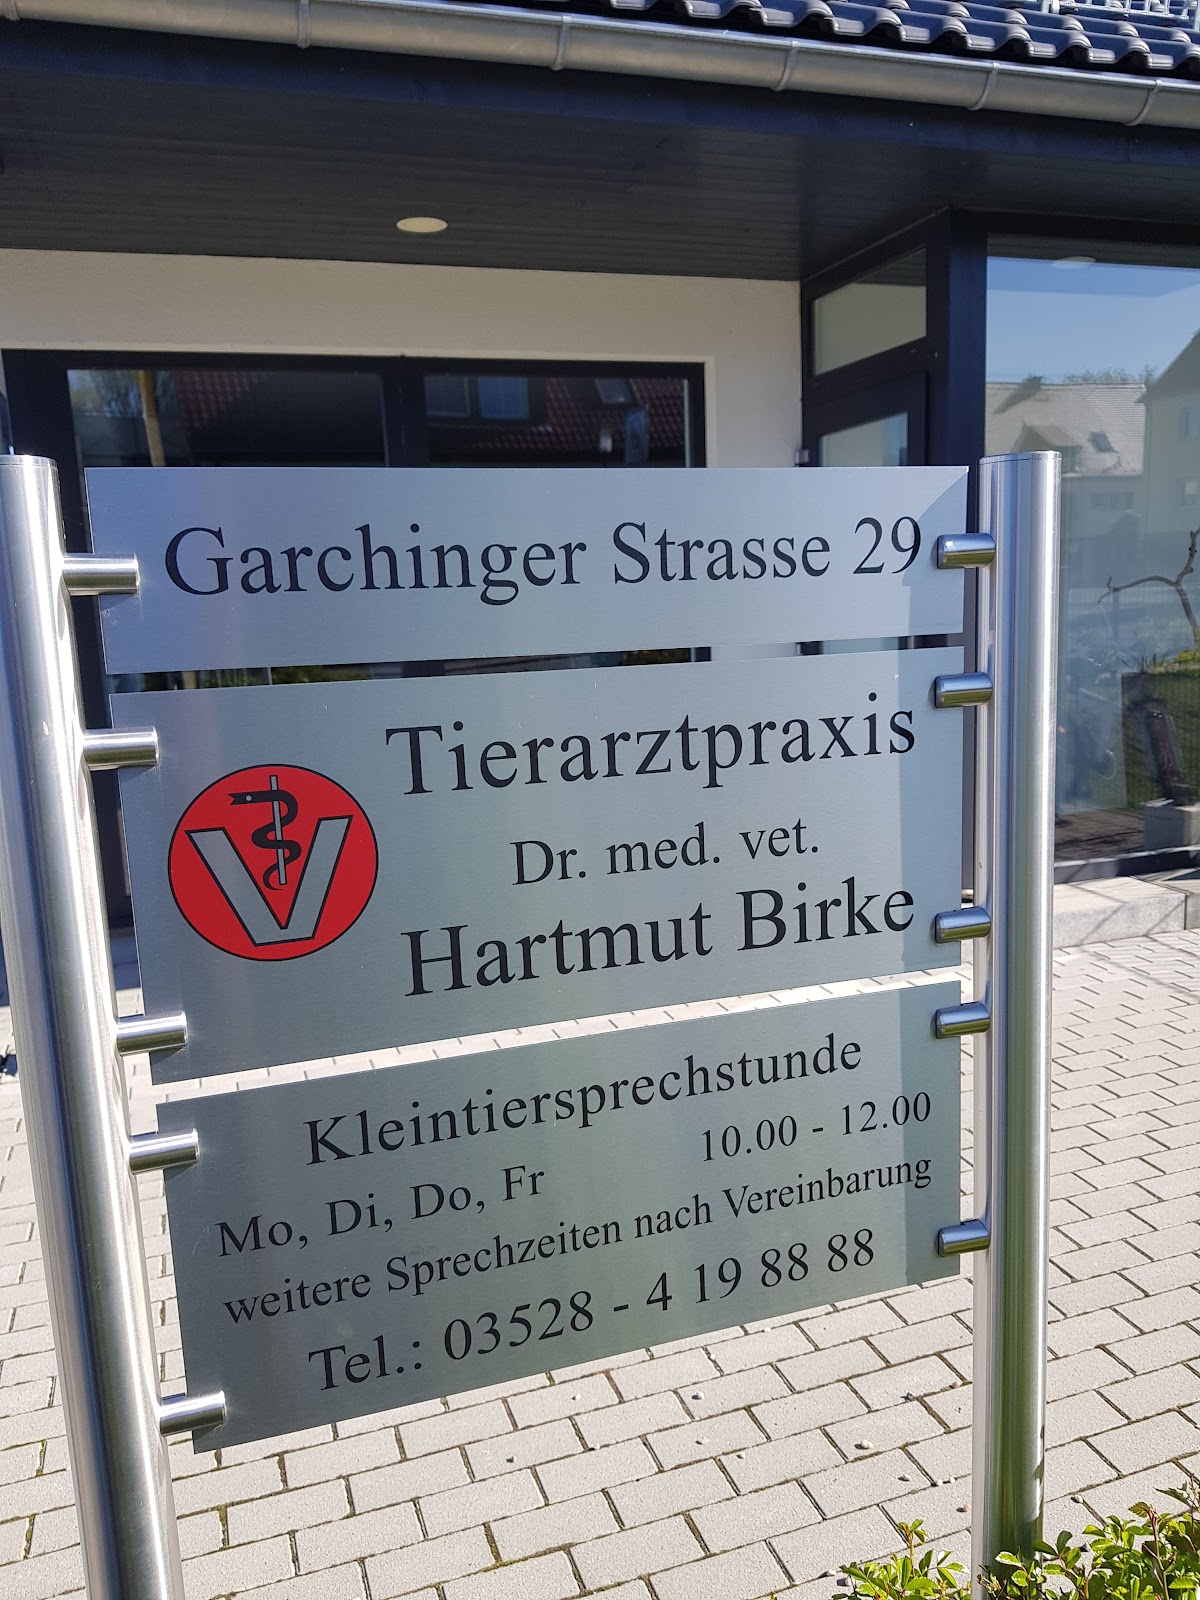 Garchinger Strasse 29
Tierarztpraxis
Dr. med. vet.
Hartmut Birke
V
Kleintiersprechstunde
Mo, Di, Do, Fr 10.00 - 12.00
weitere Sprechzeiten nach Vereinbarung
Tel.: 03528 - 4 19 88 88